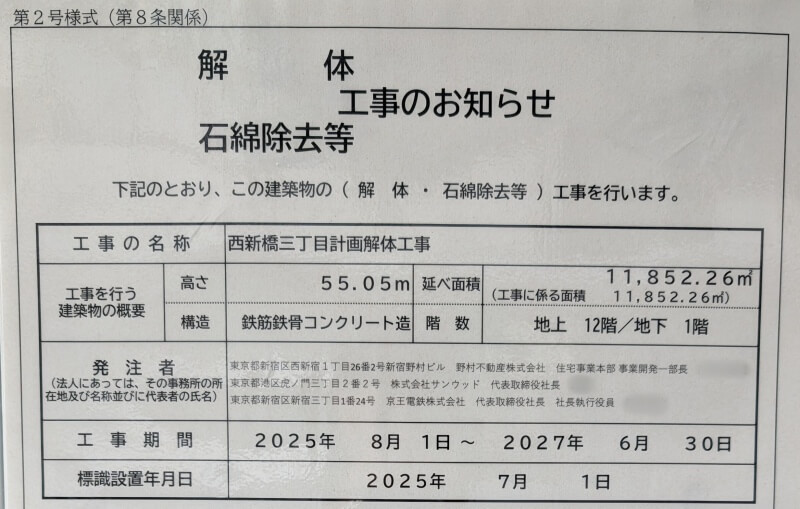 第2号様式（第8条関係）
解　体
工事のお知らせ
石綿除去等
下記のとおり、この建築物の（ 解 体 ・ 石綿除去等 ）工事を行います。
工事の名称　西新橋三丁目計画解体工事
工事を行う建築物の概要　高さ　55.05m　延べ面積　11,852.26㎡
（工事に係る面積　11,852.26㎡）
構造　鉄筋鉄骨コンクリート造　階数　地上　12階／地下　1階
発注者
（法人にあっては、その事務所の所在地及び名称並びに代表者の氏名）
東京都新宿区西新宿1丁目26番2号新宿野村ビル　野村不動産株式会社　住宅事業本部 事業開発一部長
東京都港区虎ノ門三丁目2番2号　株式会社サンウッド　代表取締役社長
東京都新宿区新宿三丁目1番24号　京王電鉄株式会社　代表取締役社長　社長執行役員
工事期間　2025年　8月　1日～　2027年　6月　30日
標識設置年月日　2025年　7月　1日